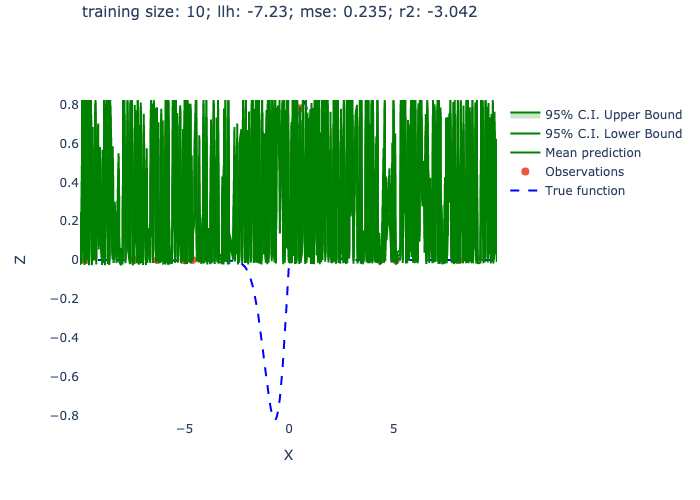 training size: 10; llh: -7.23; mse: 0.235; r2: -3.042
0.8
0.6
0.4
0.2
0
−0.2
−0.4
−0.6
−0.8
Z
−5
0
5
X
95% C.I. Upper Bound
95% C.I. Lower Bound
Mean prediction
Observations
True function